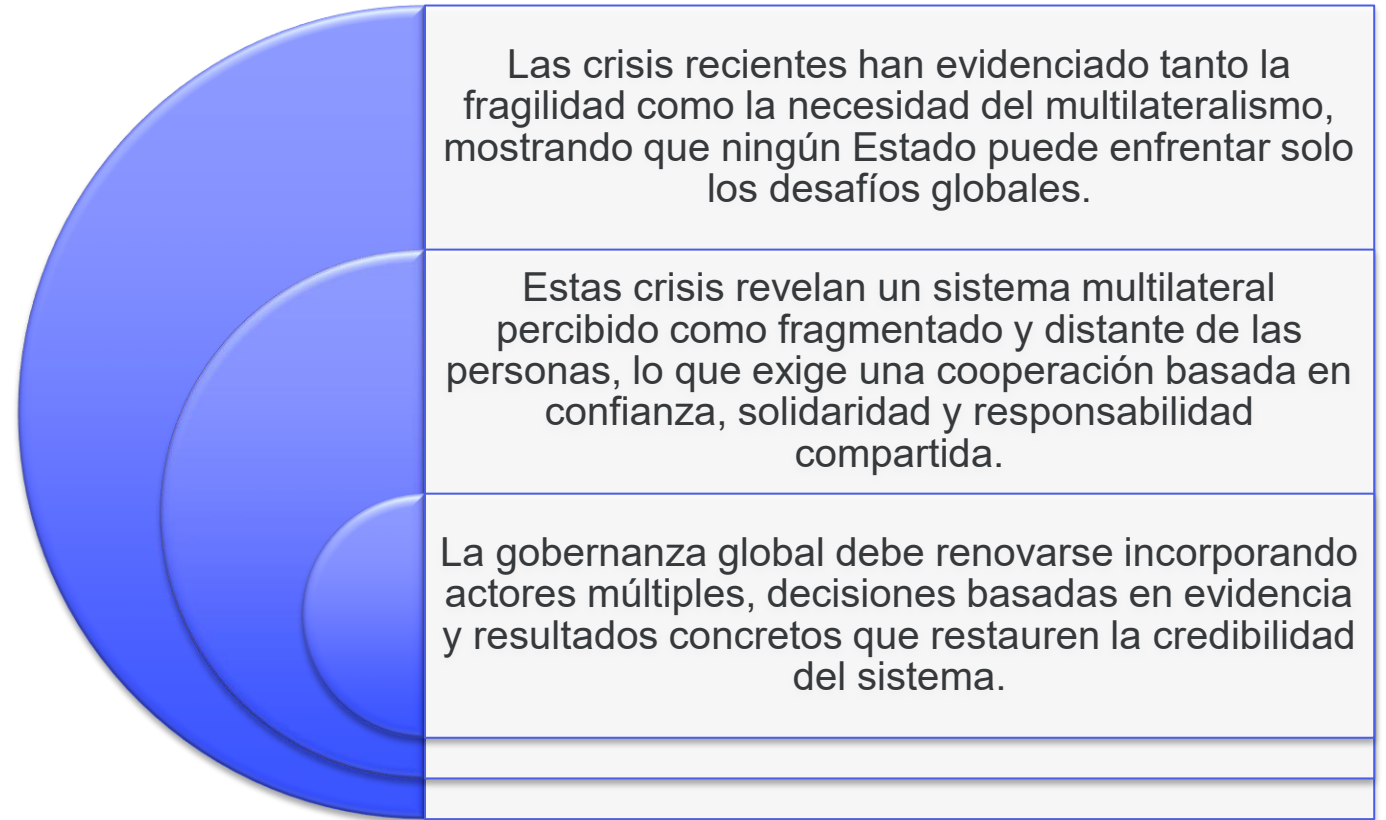 Las crisis recientes han evidenciado tanto la
fragilidad como la necesidad del multilateralismo,
mostrando que ningún Estado puede enfrentar solo
los desafíos globales.
Estas crisis revelan un sistema multilateral
percibido como fragmentado y distante de las
personas, lo que exige una cooperación basada en
confianza, solidaridad y responsabilidad
compartida.
La gobernanza global debe renovarse incorporando
actores múltiples, decisiones basadas en evidencia
y resultados concretos que restauren la credibilidad
del sistema.